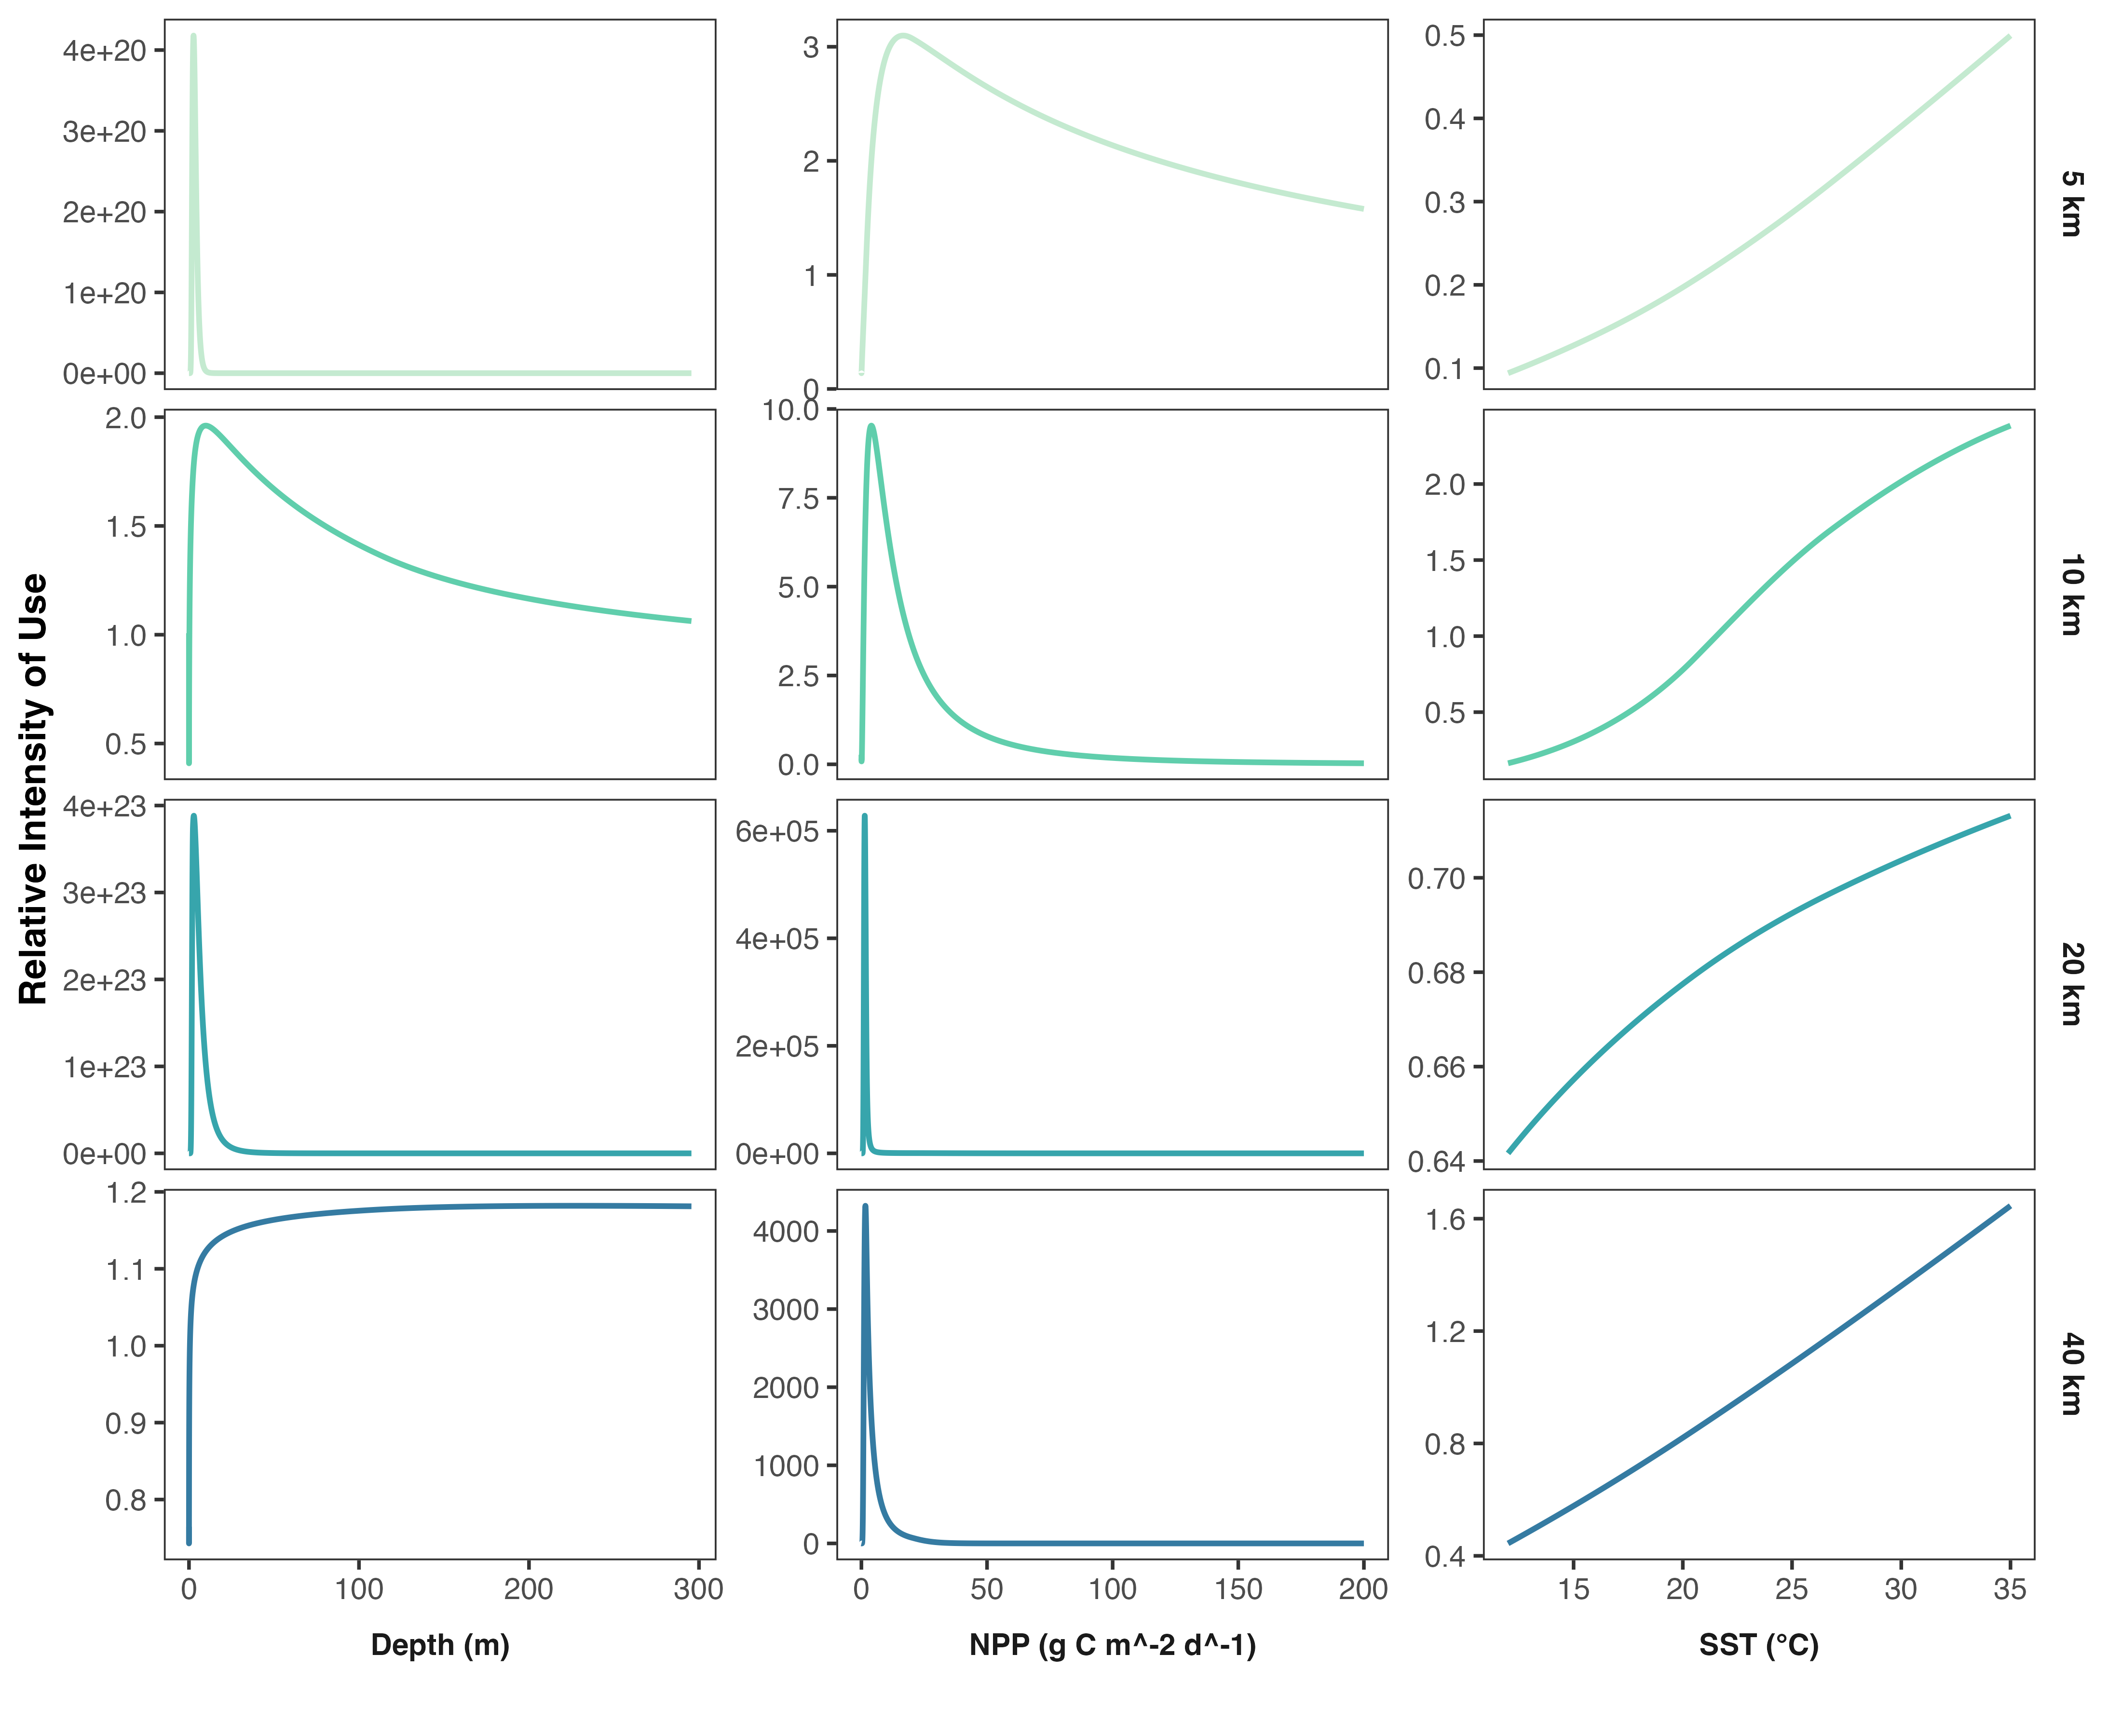 Relative Intensity of Use
4e+20
3e+20
2e+20
1e+20
0e+00
3
2
1
0
0.5
0.4
0.3
0.2
0.1
5 km
2.0
1.5
1.0
0.5
10.0
7.5
5.0
2.5
0.0
2.0
1.5
1.0
0.5
10 km
4e+23
3e+23
2e+23
1e+23
0e+00
6e+05
4e+05
2e+05
0e+00
0.70
0.68
0.66
0.64
20 km
1.2
1.1
1.0
0.9
0.8
4000
3000
2000
1000
0
1.6
1.2
0.8
0.4
40 km
0 100 200 300
0 50 100 150 200
15 20 25 30 35
Depth (m)
NPP (g C m^-2 d^-1)
SST (°C)